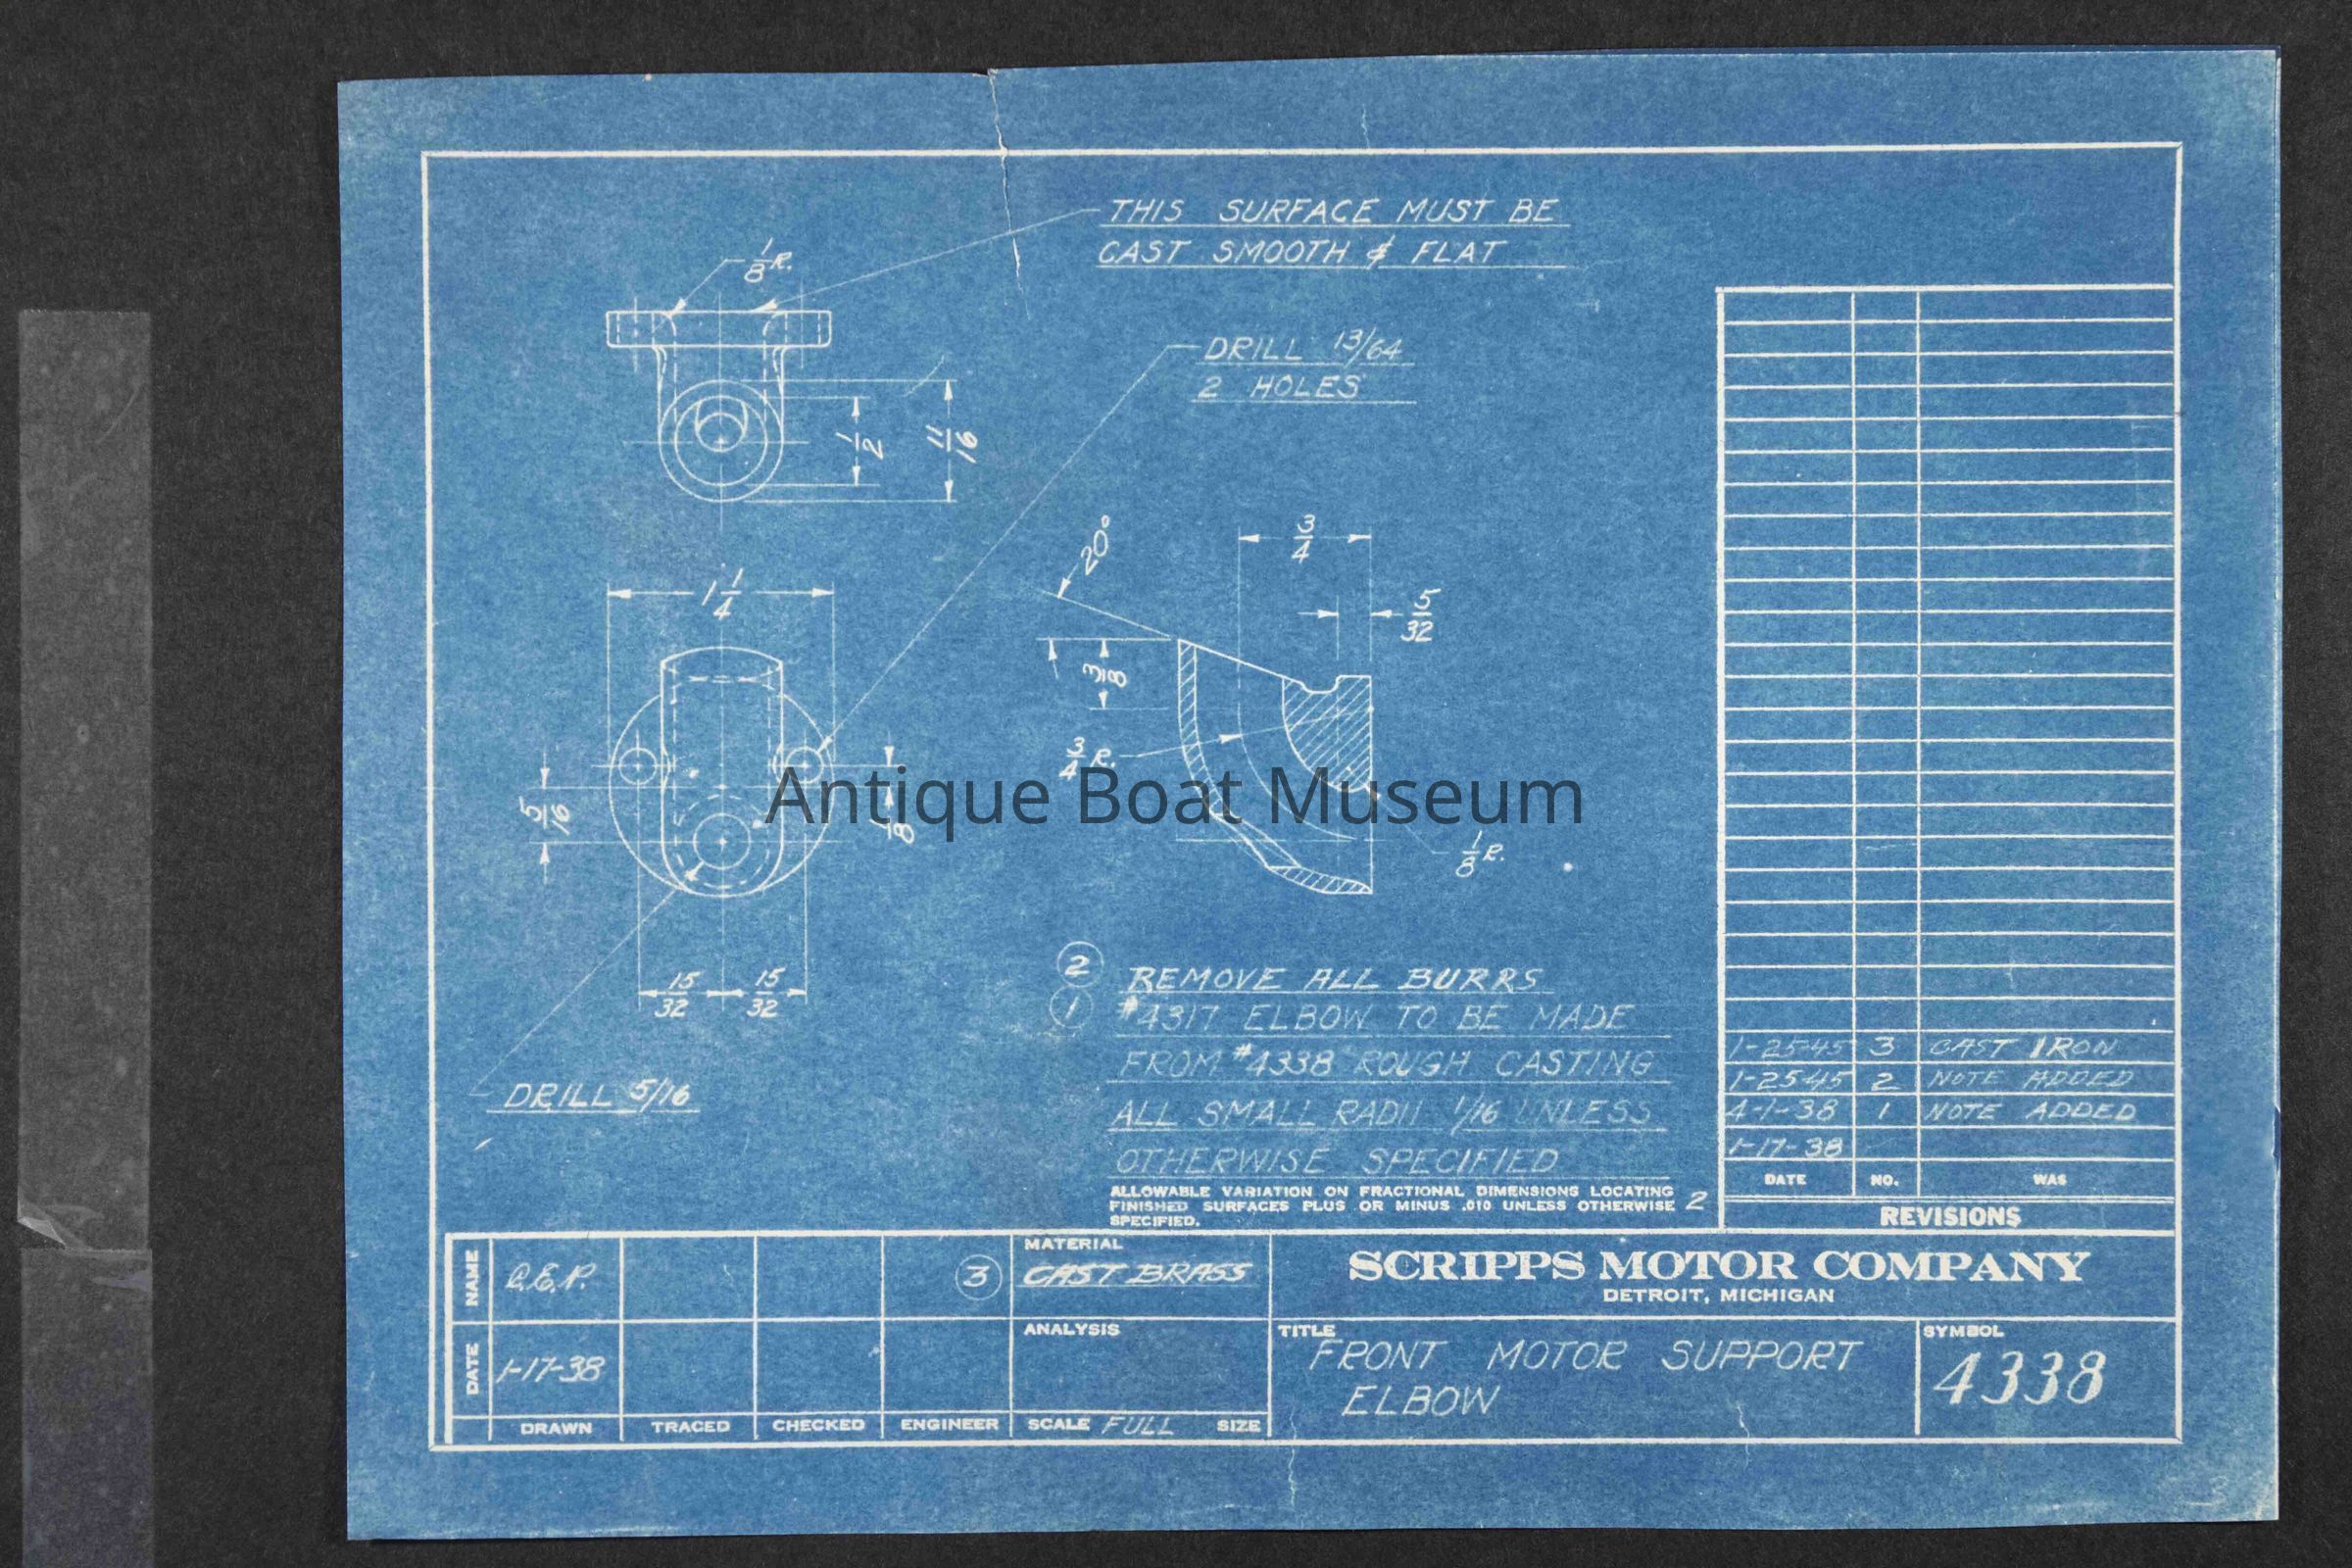 THIS SURFACE MUST BE
CAST SMOOTH & FLAT
1/8 R.
DRILL 13/64
2 HOLES
1/2
11/16
20°
3/4
1 1/4
5/32
3/8
3/4 R.
Antique Boat Museum
5/16
1/8
1/8 R.
15/32
15/32
DRILL 5/16
2 REMOVE ALL BURRS
1 #4317 ELBOW TO BE MADE
FROM #4338 ROUGH CASTING
ALL SMALL RADII 1/16 UNLESS
OTHERWISE SPECIFIED
ALLOWABLE VARIATION ON FRACTIONAL DIMENSIONS LOCATING
FINISHED SURFACES PLUS OR MINUS .010 UNLESS OTHERWISE 2
SPECIFIED.
1-25-45 3 CAST IRON
1-25-45 2 NOTE ADDED
4-1-38 1 NOTE ADDED
1-17-38
DATE NO. WAS
REVISIONS
NAME
DATE
1-17-38
DRAWN TRACED CHECKED ENGINEER
MATERIAL
3 CAST BRASS
ANALYSIS
SCALE FULL SIZE
SCRIPPS MOTOR COMPANY
DETROIT, MICHIGAN
TITLE
FRONT MOTOR SUPPORT
ELBOW
SYMBOL
4338